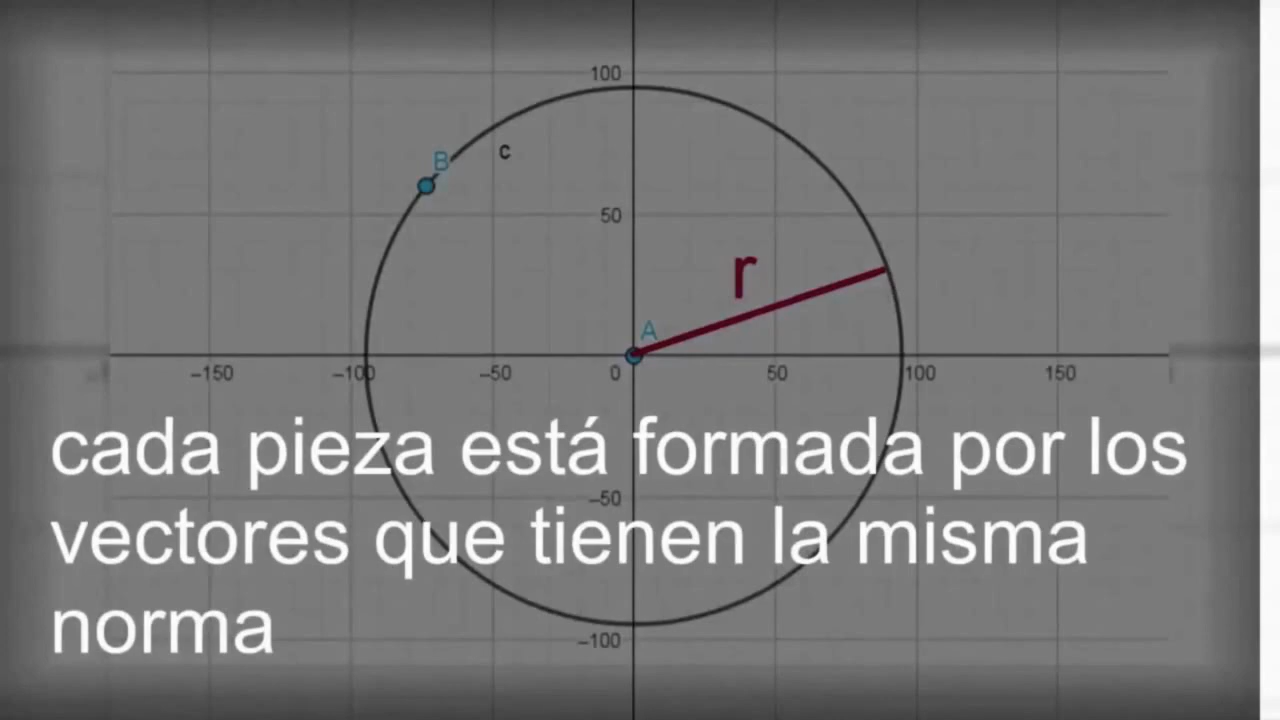 100
B
c
50
r
A
−150
−100
−50
0
50
100
150
cada pieza está formada por los
−50
vectores que tienen la misma
norma
−100